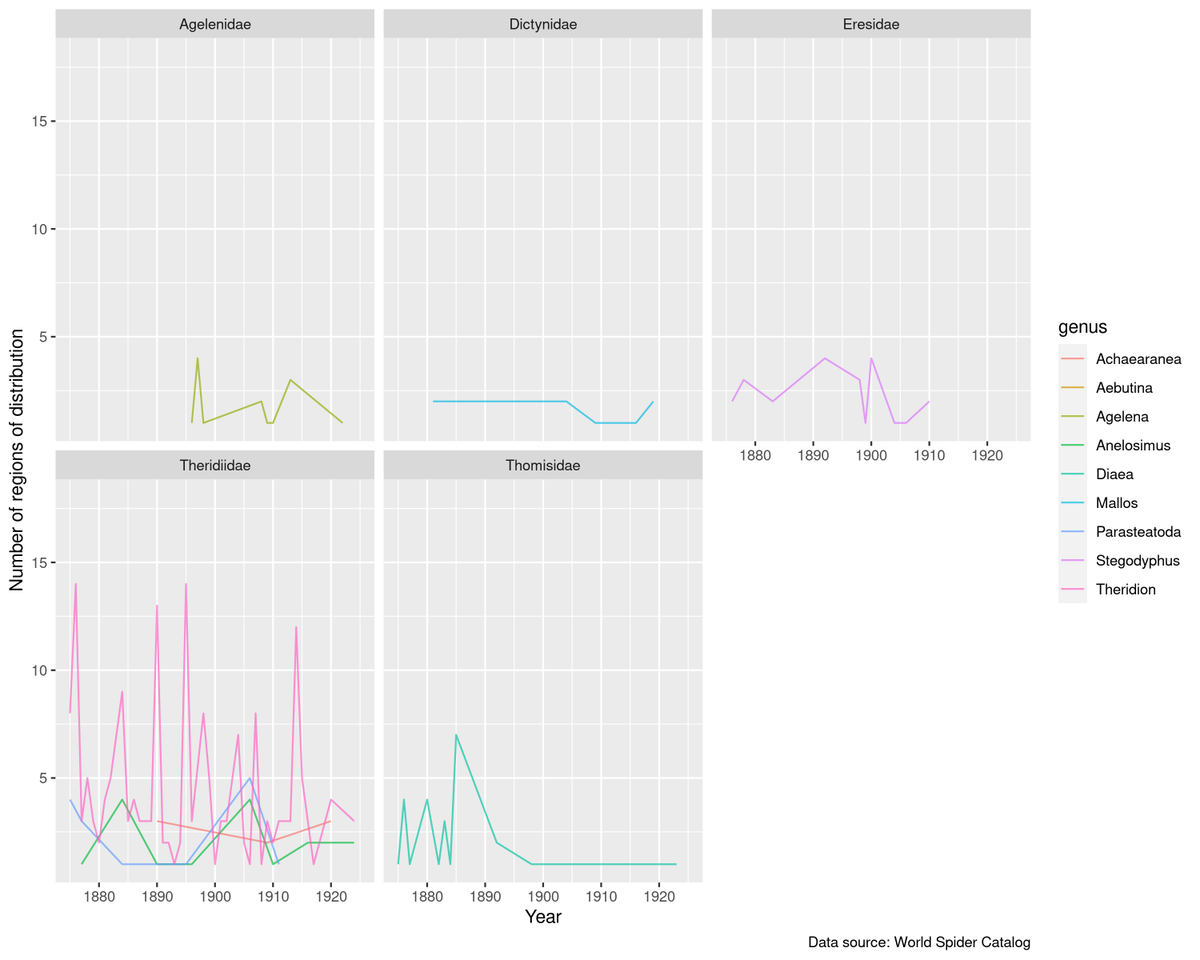 Agelenidae
Dictynidae
Eresidae
15
10
5
1880 1890 1900 1910 1920
Theridiidae
Thomisidae
15
10
5
1880 1890 1900 1910 1920
1880 1890 1900 1910 1920
Number of regions of distribution
Year
genus
Achaearanea
Aebutina
Agelena
Anelosimus
Diaea
Mallos
Parasteatoda
Stegodyphus
Theridion
Data source: World Spider Catalog